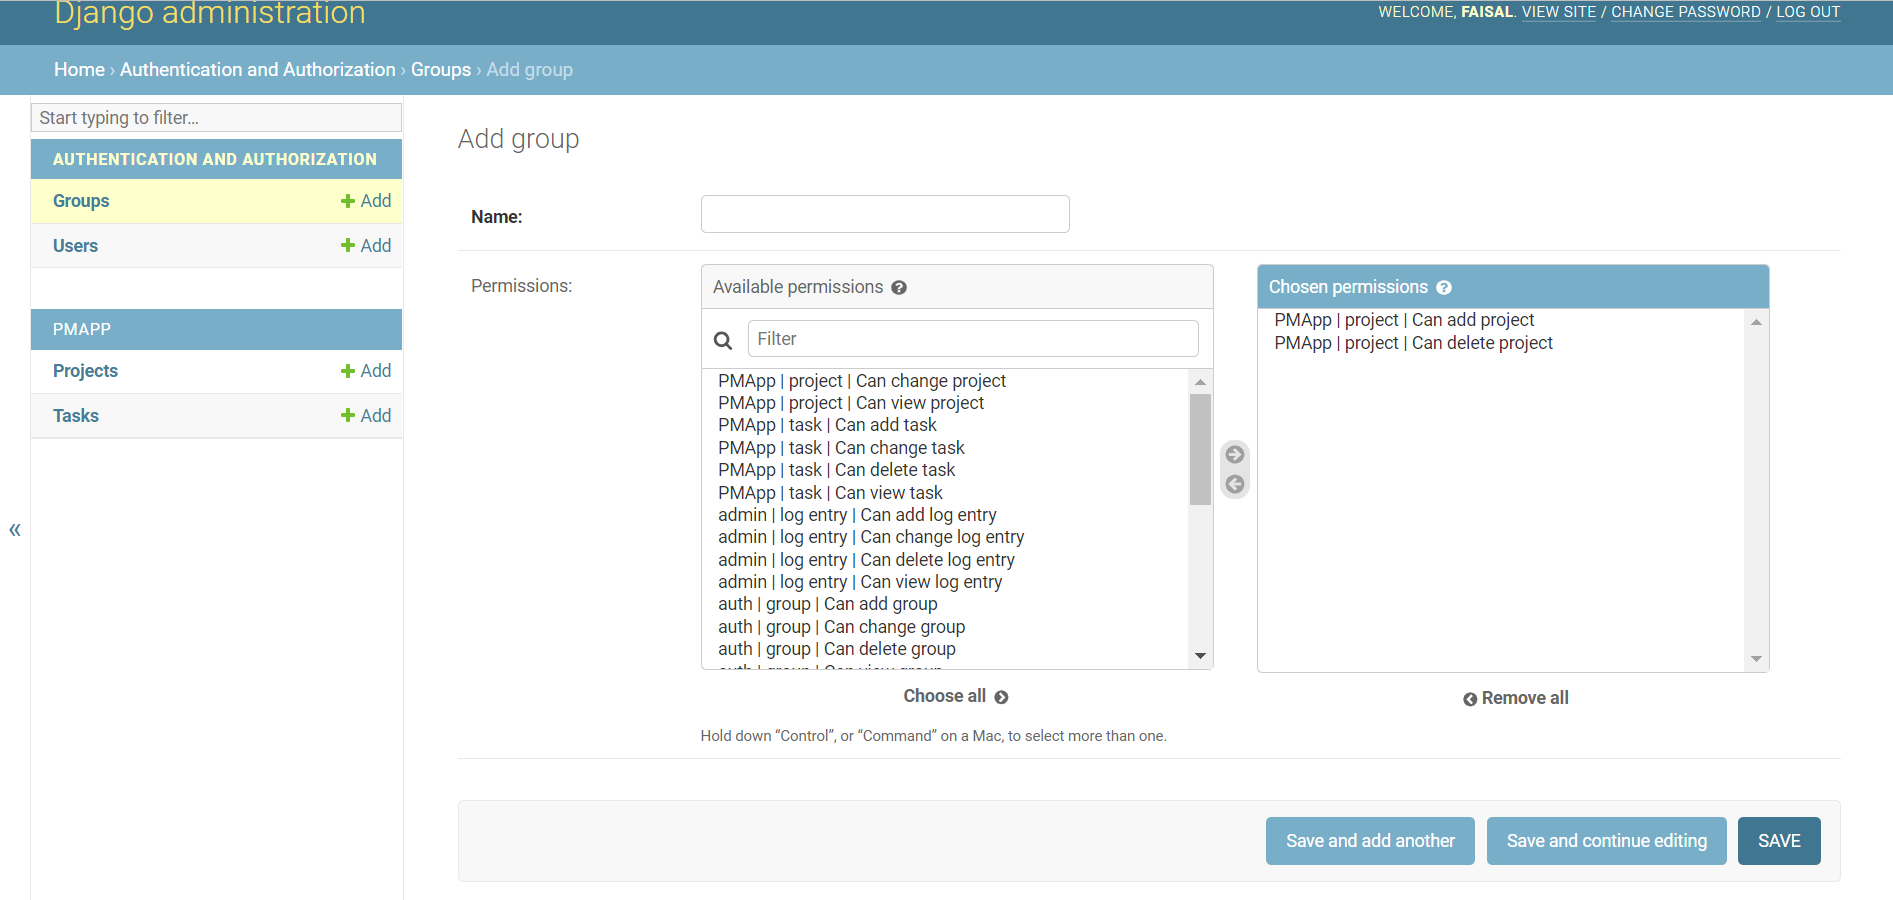 Django administration
WELCOME, FAISAL. VIEW SITE / CHANGE PASSWORD / LOG OUT
Home › Authentication and Authorization › Groups › Add group
Start typing to filter...
AUTHENTICATION AND AUTHORIZATION
Groups + Add
Users + Add
PMAPP
Projects + Add
Tasks + Add
«
Add group
Name:
Permissions:
Available permissions ?
Filter
PMApp | project | Can change project
PMApp | project | Can view project
PMApp | task | Can add task
PMApp | task | Can change task
PMApp | task | Can delete task
PMApp | task | Can view task
admin | log entry | Can add log entry
admin | log entry | Can change log entry
admin | log entry | Can delete log entry
admin | log entry | Can view log entry
auth | group | Can add group
auth | group | Can change group
auth | group | Can delete group
auth | group | Can view group
Choose all
Hold down “Control”, or “Command” on a Mac, to select more than one.
Chosen permissions ?
PMApp | project | Can add project
PMApp | project | Can delete project
Remove all
Save and add another
Save and continue editing
SAVE